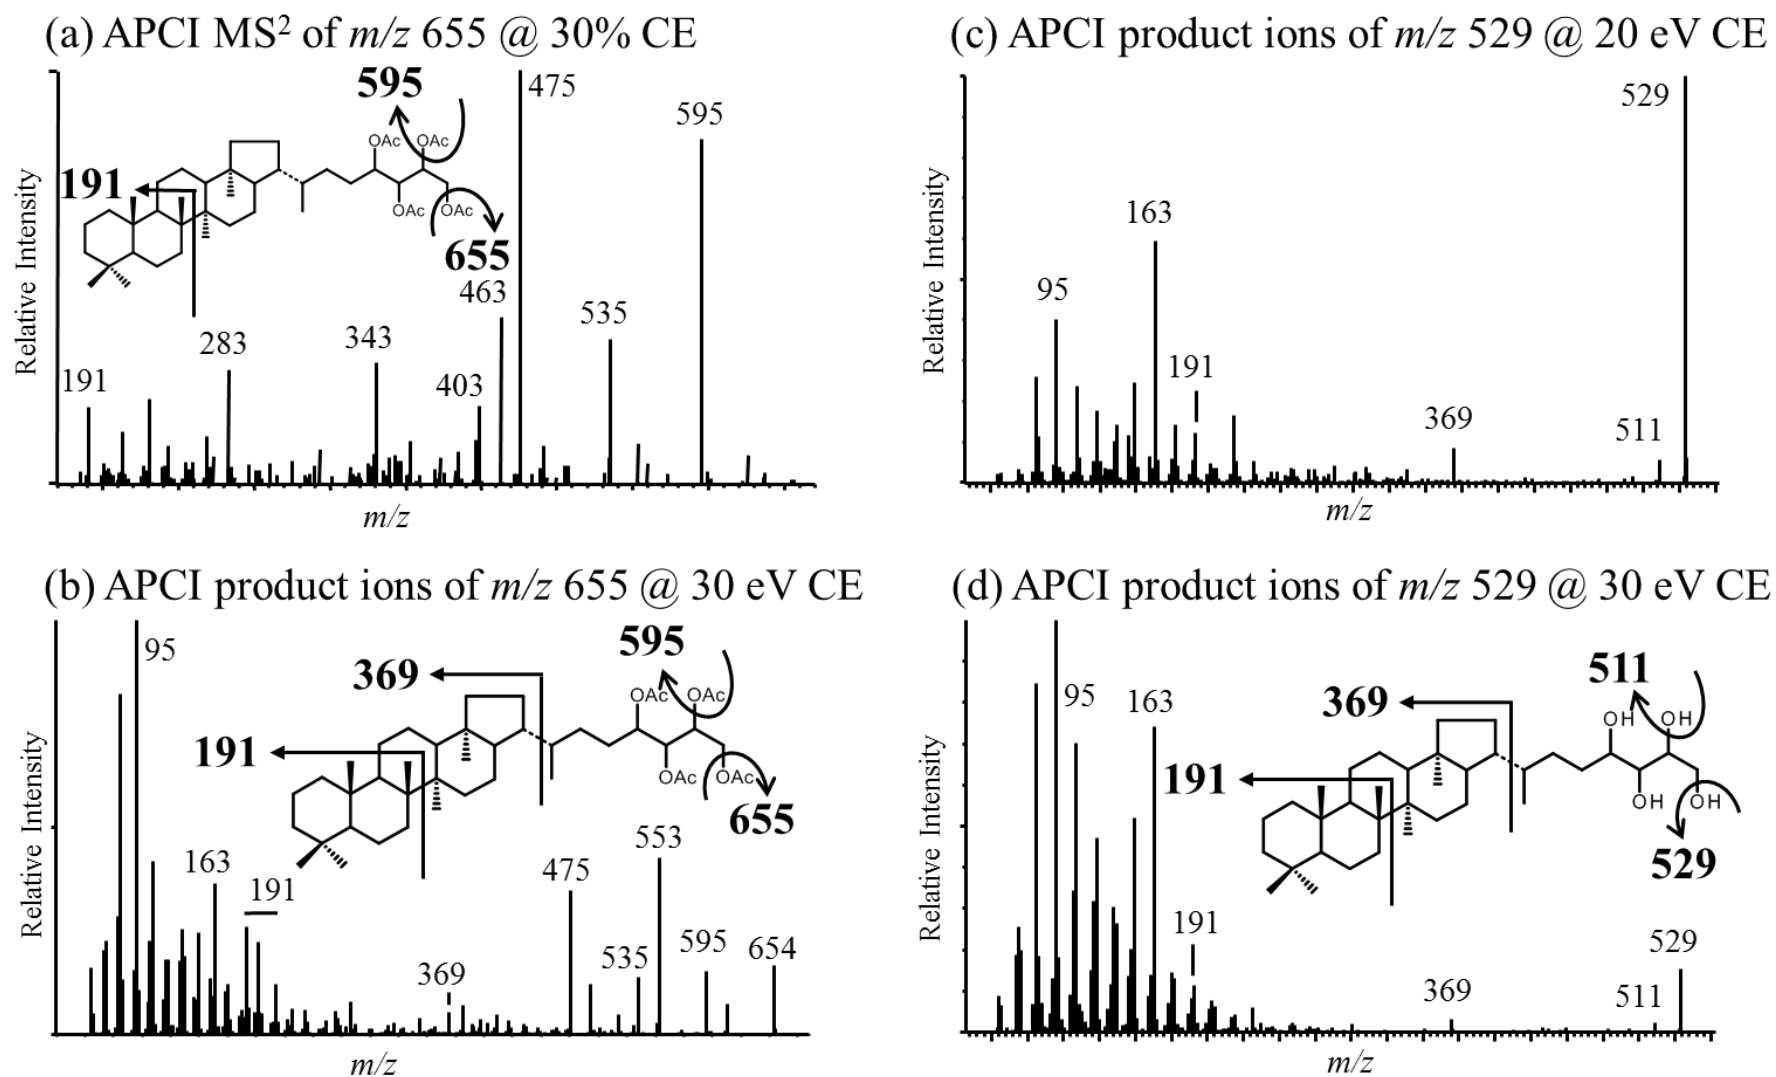 (a) APCI MS² of m/z 655 @ 30% CE
595
475
595
OAc OAc
191
OAc OAc
655
463
535
343
283
403
191
Relative Intensity
m/z
(c) APCI product ions of m/z 529 @ 20 eV CE
529
163
95
191
369
511
Relative Intensity
m/z
(b) APCI product ions of m/z 655 @ 30 eV CE
595
95
369
OAc OAc
191
OAc OAc
655
553
163
475
191
595
654
535
369
Relative Intensity
m/z
(d) APCI product ions of m/z 529 @ 30 eV CE
511
369
95
163
OH OH
191
OH OH
529
191
529
369
511
Relative Intensity
m/z